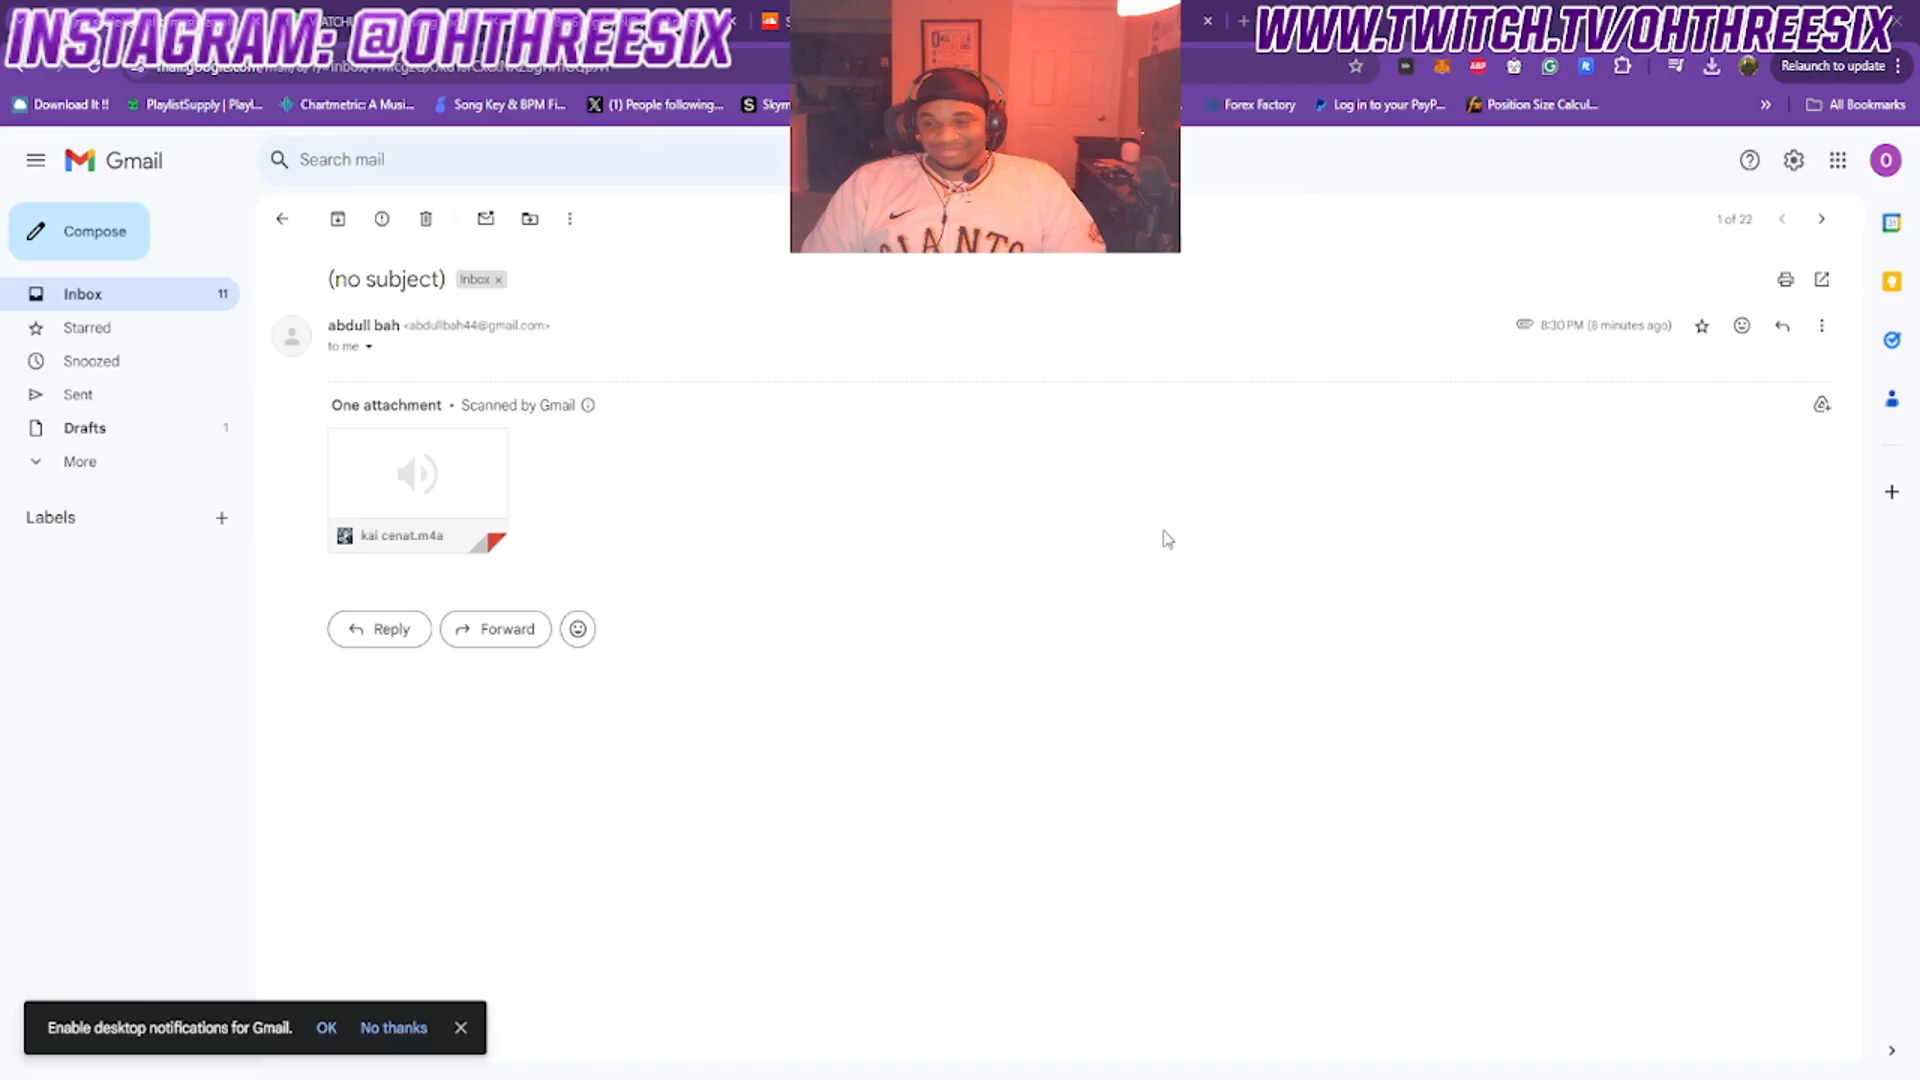 INSTAGRAM: @OHTHREESIX
WWW.TWITCH.TV/OHTHREESIX
Relaunch to update
Download It !!
PlaylistSupply | Playl...
Chartmetric: A Musi...
Song Key & BPM Fi...
(1) People following...
Skym
Forex Factory
Log in to your PayP...
Position Size Calcul...
All Bookmarks
Gmail
Search mail
O
Compose
1 of 22
(no subject)
Inbox ×
Inbox 11
abdull bah <abdullbah44@gmail.com>
8:30 PM (8 minutes ago)
Starred
to me
Snoozed
Sent
One attachment • Scanned by Gmail
Drafts 1
More
Labels
kai cenat.m4a
Reply
Forward
GIANTS
Enable desktop notifications for Gmail. OK No thanks